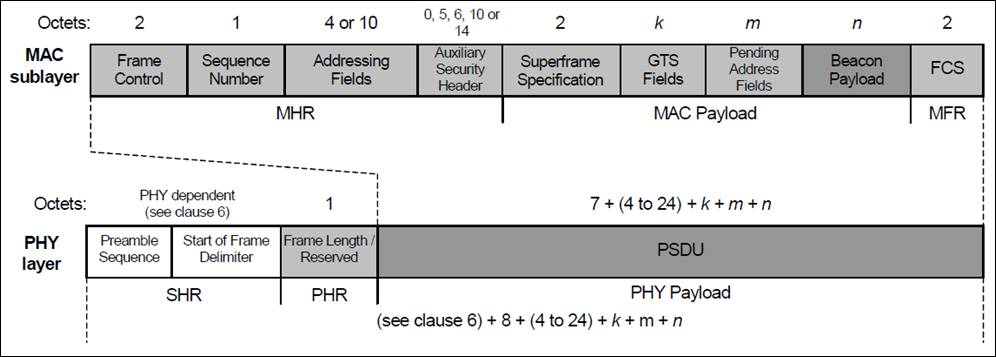 Octets: 2 1 4 or 10 0, 5, 6, 10 or 14 2 k m n 2
MAC sublayer
Frame Control
Sequence Number
Addressing Fields
Auxiliary Security Header
Superframe Specification
GTS Fields
Pending Address Fields
Beacon Payload
FCS
MHR MAC Payload MFR
Octets: PHY dependent (see clause 6) 1 7 + (4 to 24) + k + m + n
PHY layer
Preamble Sequence
Start of Frame Delimiter
Frame Length / Reserved
PSDU
SHR PHR PHY Payload
(see clause 6) + 8 + (4 to 24) + k + m + n